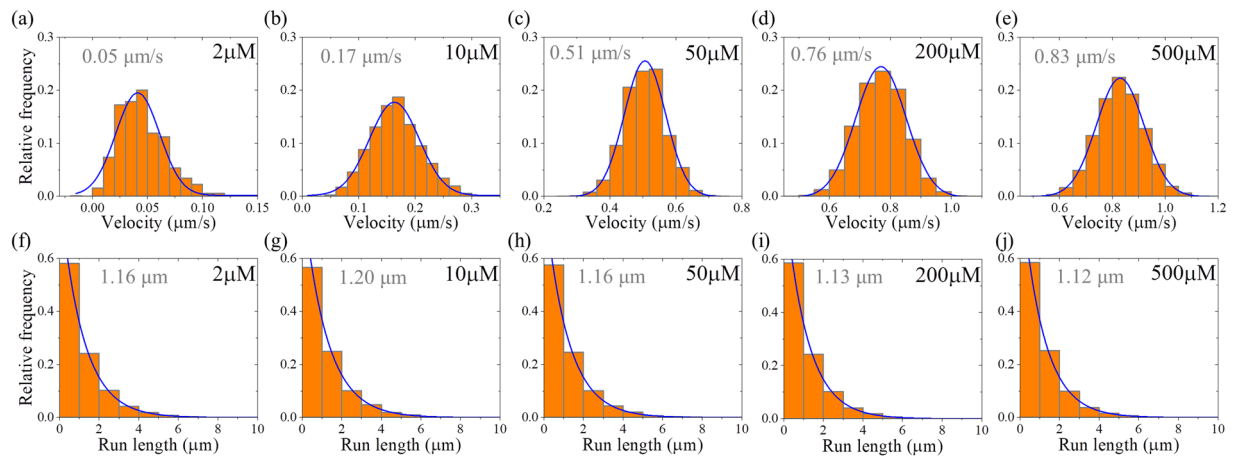 (a) (b) (c) (d) (e)
0.05 µm/s 2µM 0.17 µm/s 10µM 0.51 µm/s 50µM 0.76 µm/s 200µM 0.83 µm/s 500µM
Relative frequency
0.3 0.3 0.3 0.3 0.3
0.2 0.2 0.2 0.2 0.2
0.1 0.1 0.1 0.1 0.1
0.0 0.0 0.0 0.0 0.0
0.00 0.05 0.10 0.15 0.0 0.1 0.2 0.3 0.2 0.4 0.6 0.8 0.6 0.8 1.0 0.6 0.8 1.0 1.2
Velocity (µm/s) Velocity (µm/s) Velocity (µm/s) Velocity (µm/s) Velocity (µm/s)
(f) (g) (h) (i) (j)
1.16 µm 2µM 1.20 µm 10µM 1.16 µm 50µM 1.13 µm 200µM 1.12 µm 500µM
Relative frequency
0.6 0.6 0.6 0.6 0.6
0.4 0.4 0.4 0.4 0.4
0.2 0.2 0.2 0.2 0.2
0.0 0.0 0.0 0.0 0.0
0 2 4 6 8 10 0 2 4 6 8 10 0 2 4 6 8 10 0 2 4 6 8 10 0 2 4 6 8 10
Run length (µm) Run length (µm) Run length (µm) Run length (µm) Run length (µm)